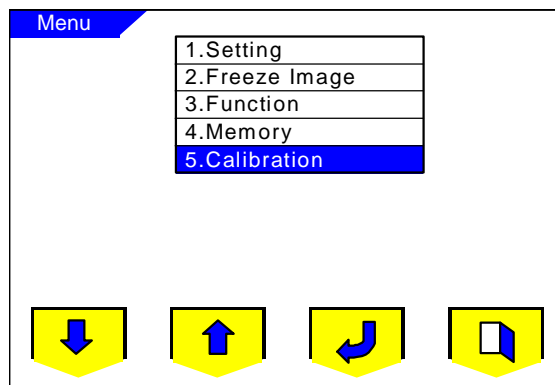 Menu
1.Setting
2.Freeze Image
3.Function
4.Memory
5.Calibration